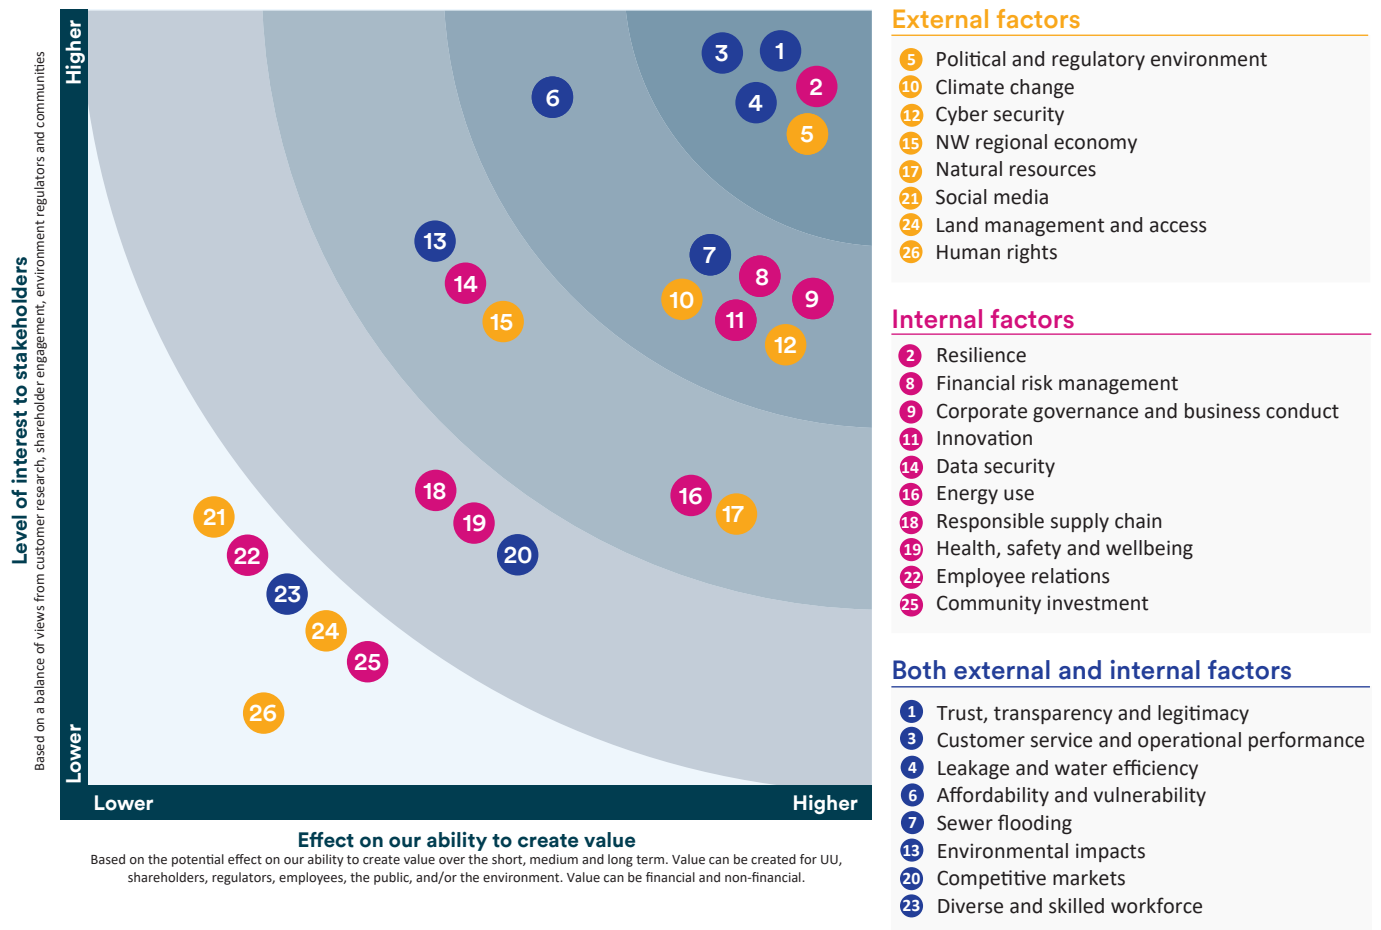 Higher
Level of interest to stakeholders
Based on a balance of views from customer research, shareholder engagement, environment regulators and communities
Lower
3
1
2
6
4
5
13
7
14
8
10
9
15
11
12
18
16
17
21
19
22
20
23
24
25
26
Lower
Higher
Effect on our ability to create value
Based on the potential effect on our ability to create value over the short, medium and long term. Value can be created for UU,
shareholders, regulators, employees, the public, and/or the environment. Value can be financial and non-financial.
External factors
5 Political and regulatory environment
10 Climate change
12 Cyber security
15 NW regional economy
17 Natural resources
21 Social media
24 Land management and access
26 Human rights
Internal factors
2 Resilience
8 Financial risk management
9 Corporate governance and business conduct
11 Innovation
14 Data security
16 Energy use
18 Responsible supply chain
19 Health, safety and wellbeing
22 Employee relations
25 Community investment
Both external and internal factors
1 Trust, transparency and legitimacy
3 Customer service and operational performance
4 Leakage and water efficiency
6 Affordability and vulnerability
7 Sewer flooding
13 Environmental impacts
20 Competitive markets
23 Diverse and skilled workforce